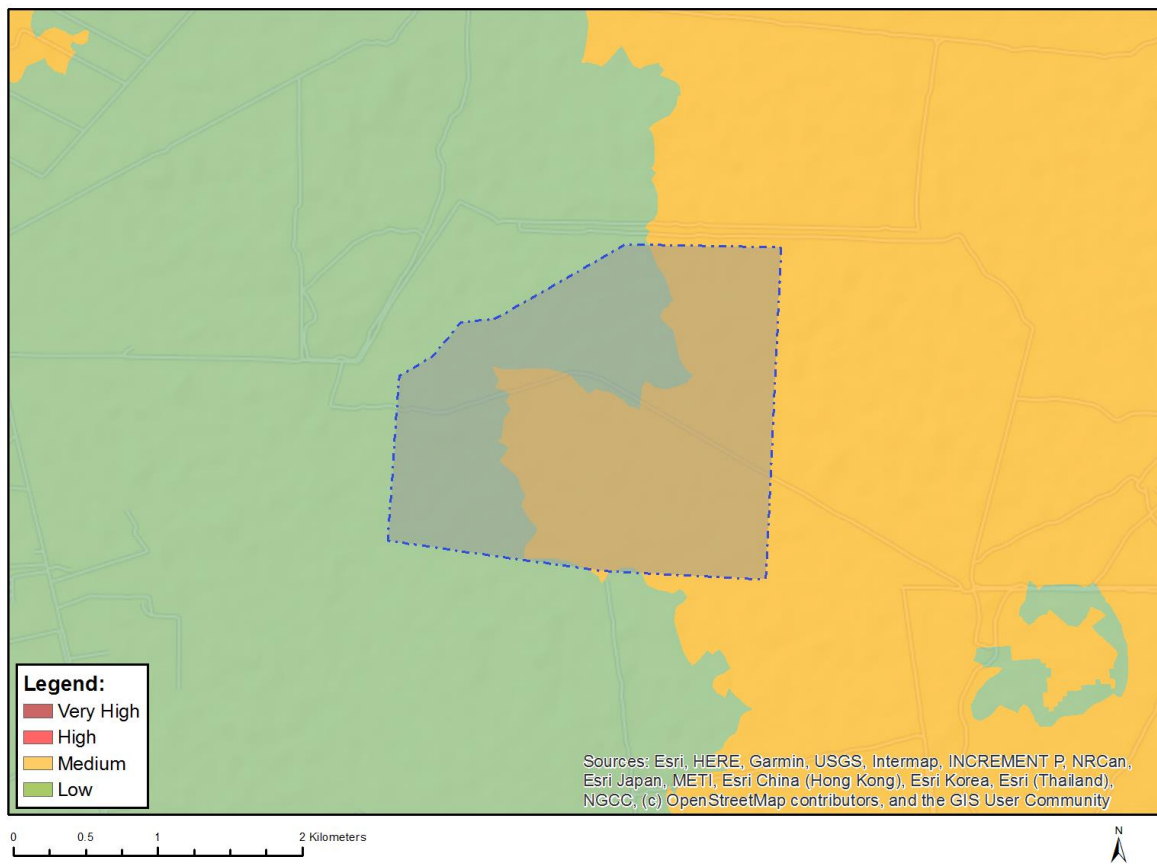 Legend:
Very High
High
Medium
Low
Sources: Esri, HERE, Garmin, USGS, Intermap, INCREMENT P, NRCan,
Esri Japan, METI, Esri China (Hong Kong), Esri Korea, Esri (Thailand),
NGCC, (c) OpenStreetMap contributors, and the GIS User Community
0 0.5 1 2 Kilometers
N